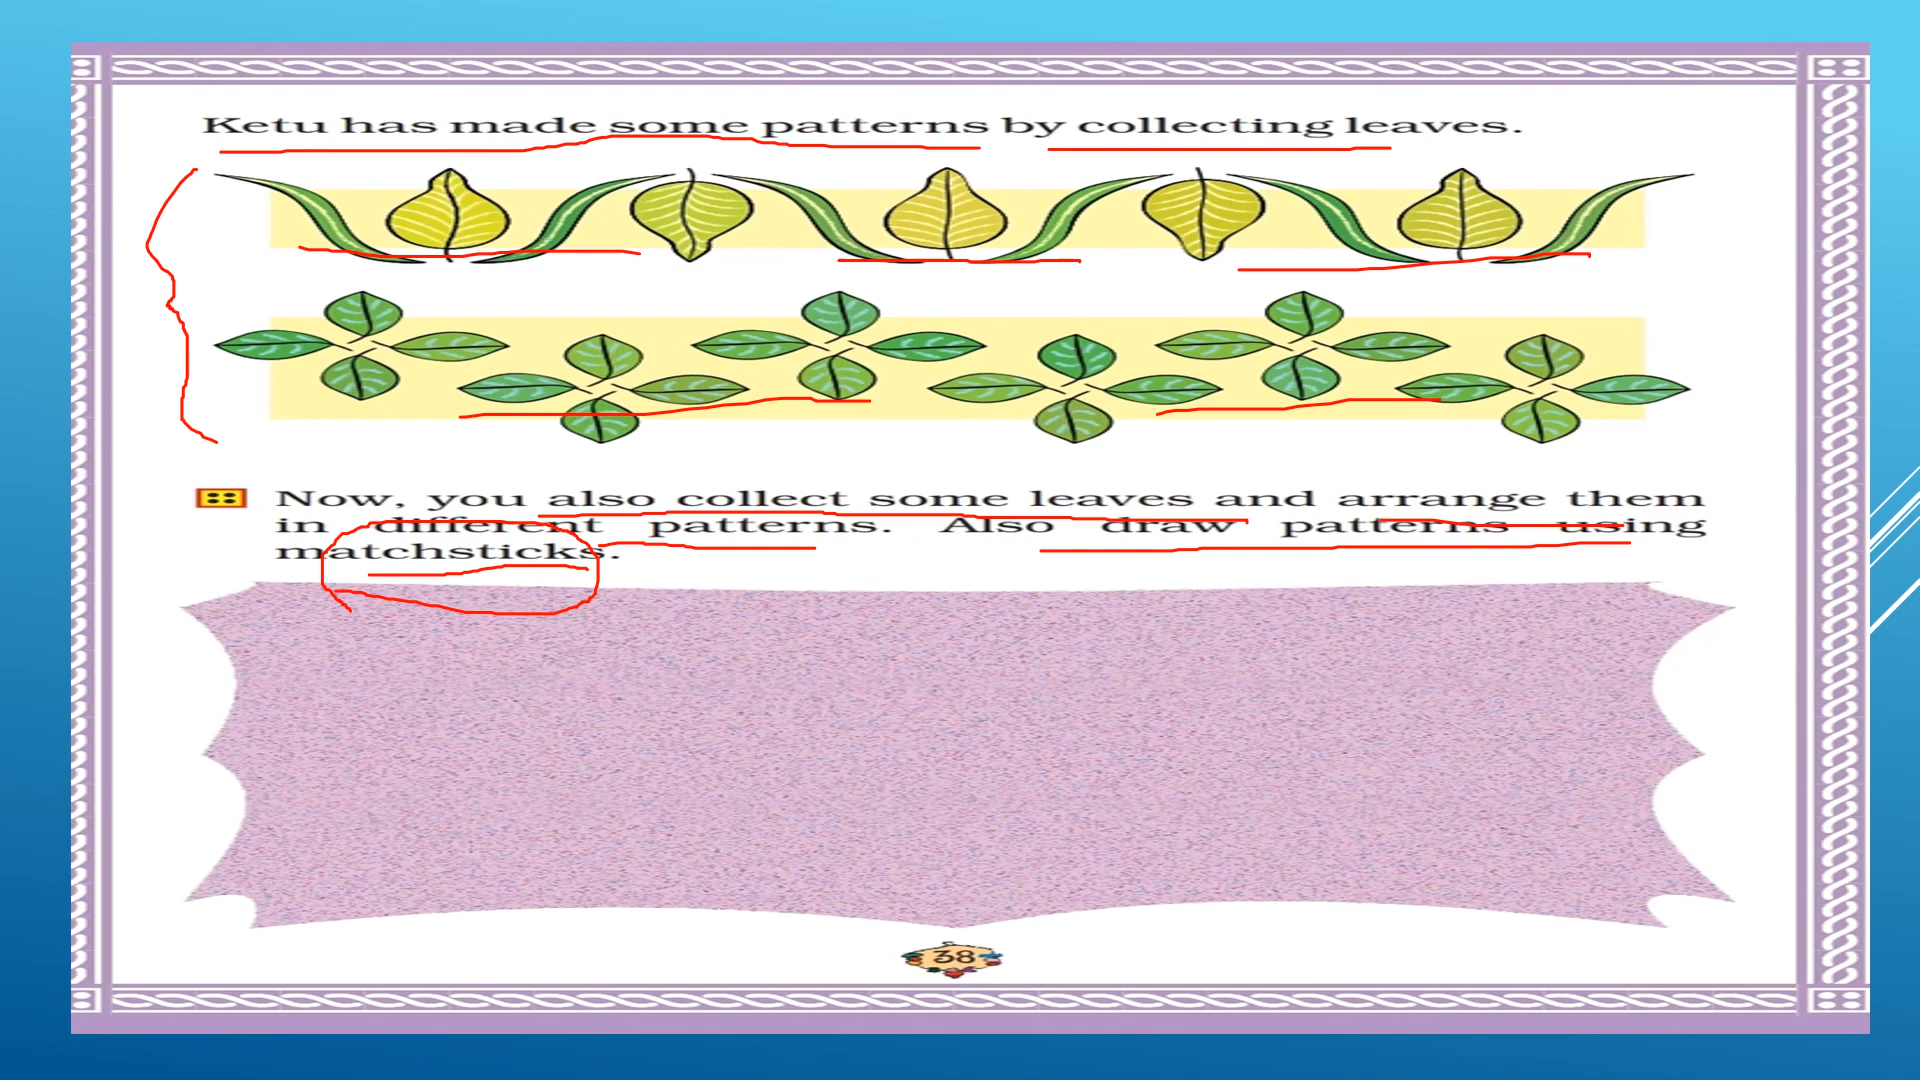 Ketu has made some patterns by collecting leaves.
Now, you also collect some leaves and arrange them
in different patterns. Also draw patterns using
matchsticks.
38